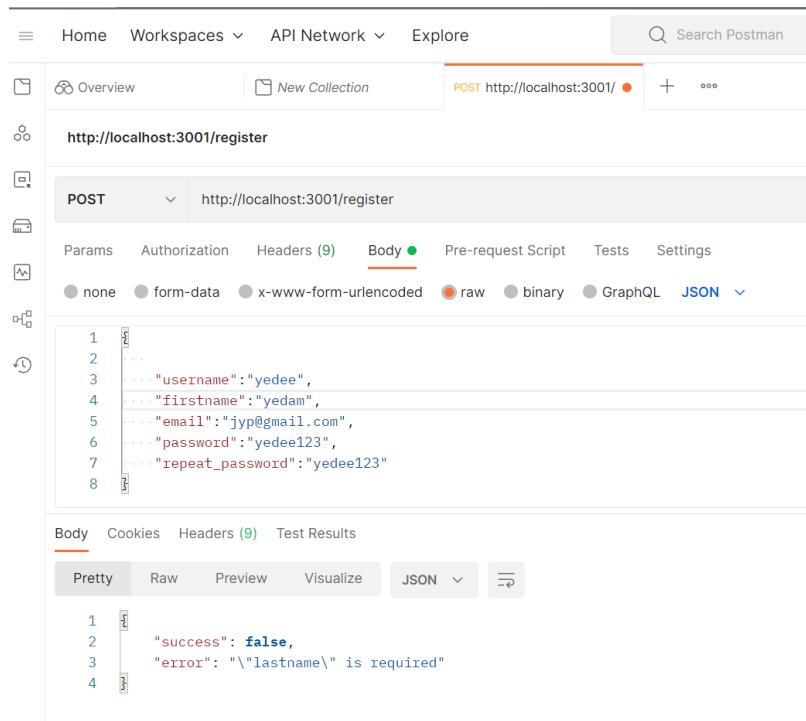 Home Workspaces API Network Explore Search Postman
Overview New Collection POST http://localhost:3001/
http://localhost:3001/register
POST http://localhost:3001/register
Params Authorization Headers (9) Body Pre-request Script Tests Settings
none form-data x-www-form-urlencoded raw binary GraphQL JSON
1 {
2
3 "username":"yedee",
4 "firstname":"yedam",
5 "email":"jyp@gmail.com",
6 "password":"yedee123",
7 "repeat_password":"yedee123"
8 }
Body Cookies Headers (9) Test Results
Pretty Raw Preview Visualize JSON
1 {
2 "success": false,
3 "error": "\"lastname\" is required"
4 }